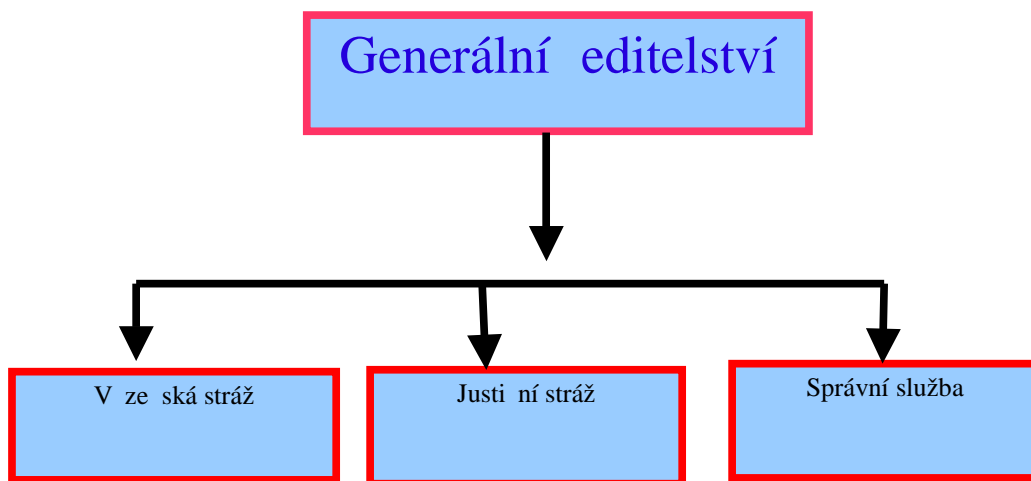 Generální editelství
V ze ská stráž
Justi ní stráž
Správní služba